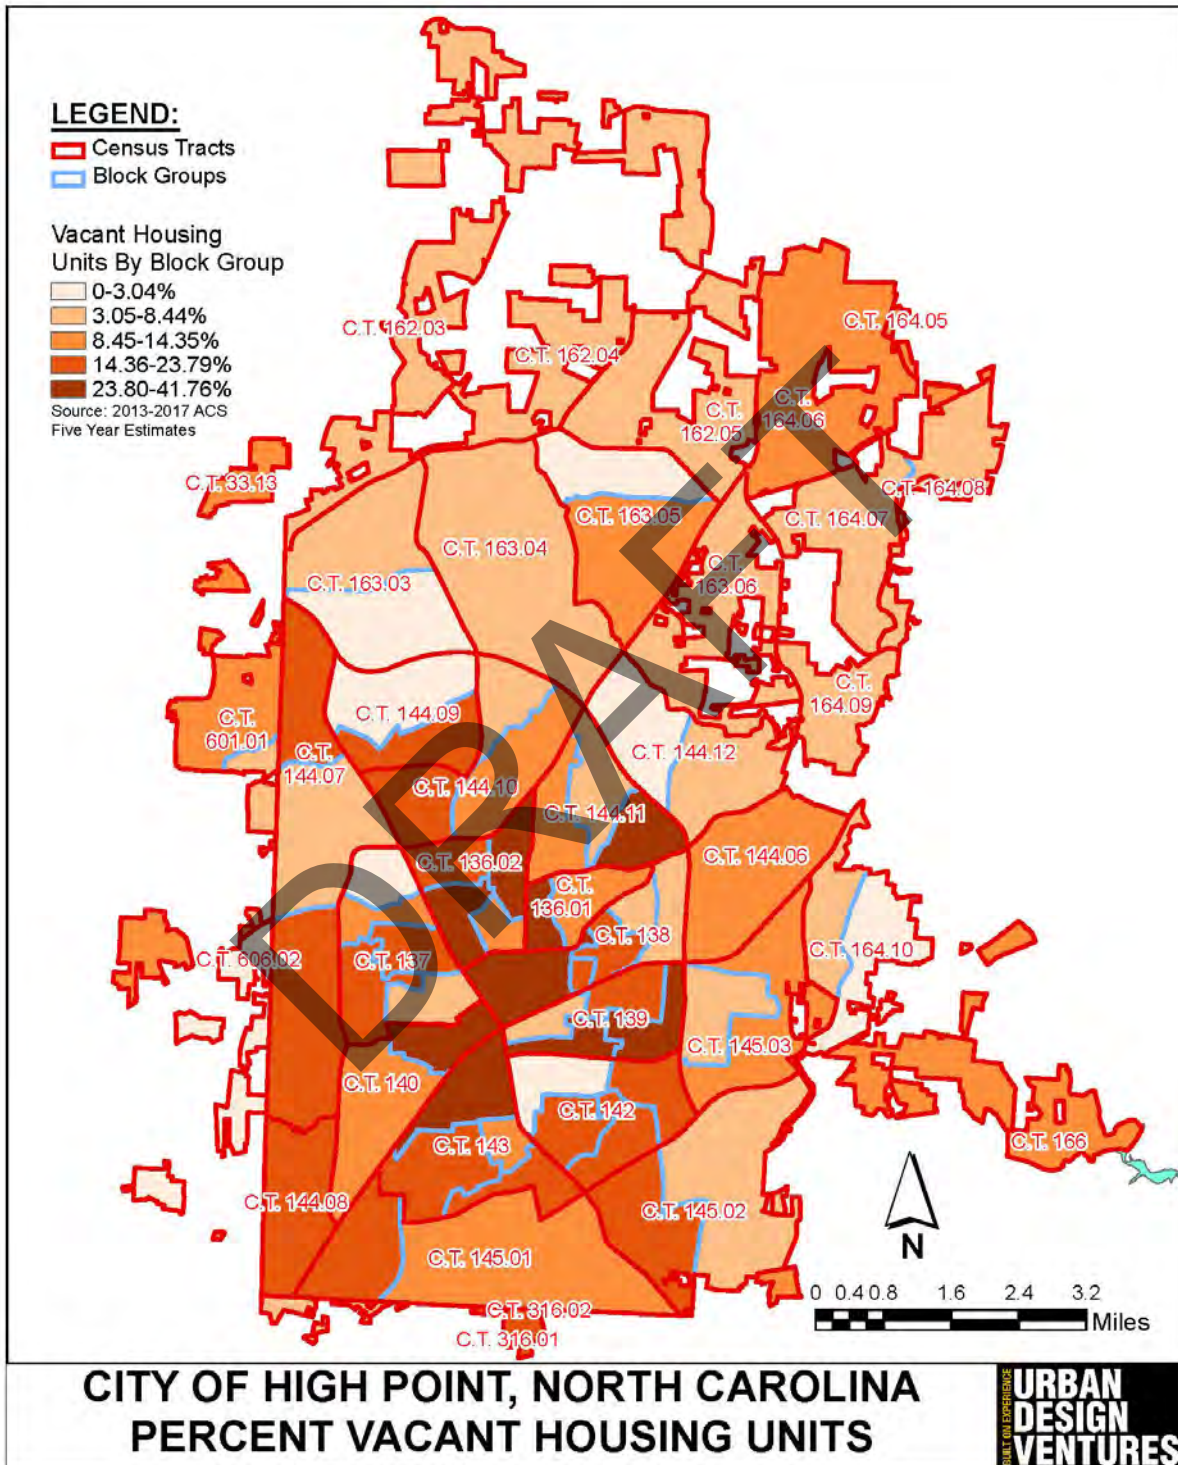 LEGEND:
Census Tracts
Block Groups
Vacant Housing
Units By Block Group
0-3.04%
3.05-8.44%
8.45-14.35%
14.36-23.79%
23.80-41.76%
Source: 2013-2017 ACS
Five Year Estimates
C.T. 162.03
C.T. 164.05
C.T. 162.04
C.T.
164.06
C.T.
162.05
C.T. 33.13
C.T. 164.08
C.T. 163.05
C.T. 164.07
C.T. 163.04
C.T. 163.03
C.T.
163.06
C.T.
164.09
C.T. 144.09
C.T.
601.01
C.T.
144.07
C.T. 144.12
C.T. 144.10
C.T. 144.11
C.T. 144.06
C.T. 136.02
C.T.
136.01
C.T. 138
C.T. 164.10
C.T. 606.02
C.T. 137
C.T. 139
C.T. 145.03
C.T. 140
C.T. 142
C.T. 143
C.T. 166
C.T. 144.08
C.T. 145.02
C.T. 145.01
C.T. 316.02
C.T. 316.01
DRAFT
N
0 0.4 0.8 1.6 2.4 3.2
Miles
CITY OF HIGH POINT, NORTH CAROLINA
PERCENT VACANT HOUSING UNITS
BUILT ON EXPERIENCE
URBAN
DESIGN
VENTURES